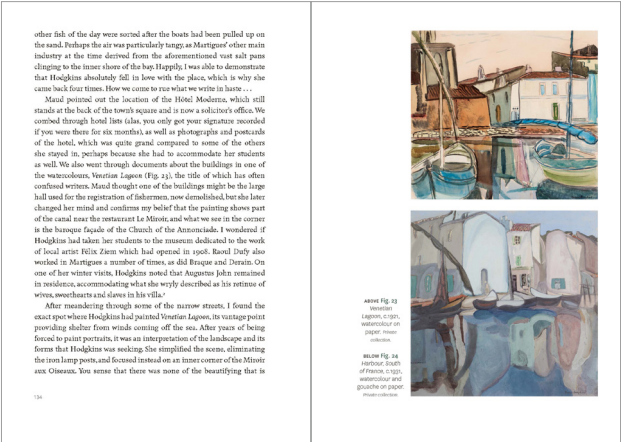 other fish of the day were sorted after the boats had been pulled up on
the sand. Perhaps the air was particularly tangy, as Martigues' other main
industry at the time derived from the aforementioned vast salt pans
clinging to the inner shore of the bay. Happily, I was able to demonstrate
that Hodgkins absolutely fell in love with the place, which is why she
came back four times. How we come to rue what we write in haste . . .
Maud pointed out the location of the Hôtel Moderne, which still
stands at the back of the town's square and is now a solicitor's office. We
combed through hotel lists (alas, you only got your signature recorded
if you were there for six months), as well as photographs and postcards
of the hotel, which was quite grand compared to some of the others
she stayed in, perhaps because she had to accommodate her students
as well. We also went through documents about the buildings in one of
the watercolours, Venetian Lagoon (Fig. 23), the title of which has often
confused writers. Maud thought one of the buildings might be the large
hall used for the registration of fishermen, now demolished, but she later
changed her mind and confirms my belief that the painting shows part
of the canal near the restaurant Le Miroir, and what we see in the corner
is the baroque façade of the Church of the Annonciade. I wondered if
Hodgkins had taken her students to the museum dedicated to the work
of local artist Félix Ziem which had opened in 1908. Raoul Dufy also
worked in Martigues a number of times, as did Braque and Derain. On
one of her winter visits, Hodgkins noted that Augustus John remained
in residence, accommodating what she wryly described as his retinue of
wives, sweethearts and slaves in his villa.
After meandering through some of the narrow streets, I found the
exact spot where Hodgkins had painted Venetian Lagoon, its vantage point
providing shelter from winds coming off the sea. After years of being
forced to paint portraits, it was an interpretation of the landscape and its
forms that Hodgkins was seeking. She simplified the scene, eliminating
the iron lamp posts, and focused instead on an inner corner of the Miroir
aux Oiseaux. You sense that there was none of the beautifying that is
134
ABOVE Fig. 23
Venetian
Lagoon, c.1921,
watercolour on
paper. Private
collection
BELOW Fig. 24
Harbour, South
of France, c.1931,
watercolour and
gouache on paper.
Private collection